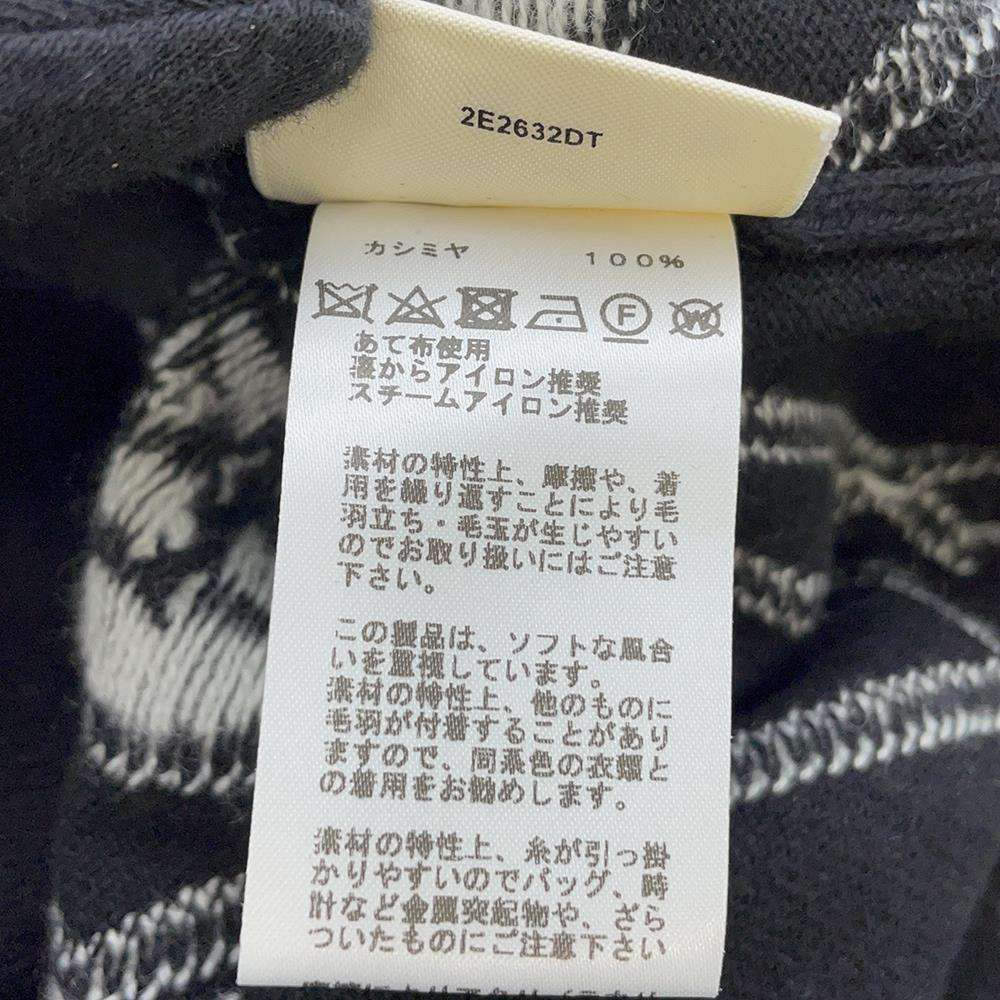 2E2632DT
カシミヤ 100%
F W
あて布使用
裏からアイロン推奨
スチームアイロン推奨
素材の特性上、摩擦や、着
用を繰り返すことにより毛
羽立ち・毛玉が生じやすい
のでお取り扱いにはご注意
下さい。
この製品は、ソフトな風合
いを重視しています。
素材の特性上、他のものに
毛羽が付着することがあり
ますので、同系色の衣類と
の着用をお勧めします。
素材の特性上、糸が引っ掛
かりやすいのでバッグ、時
計など金属突起物や、ざら
ついたものにご注意下さい